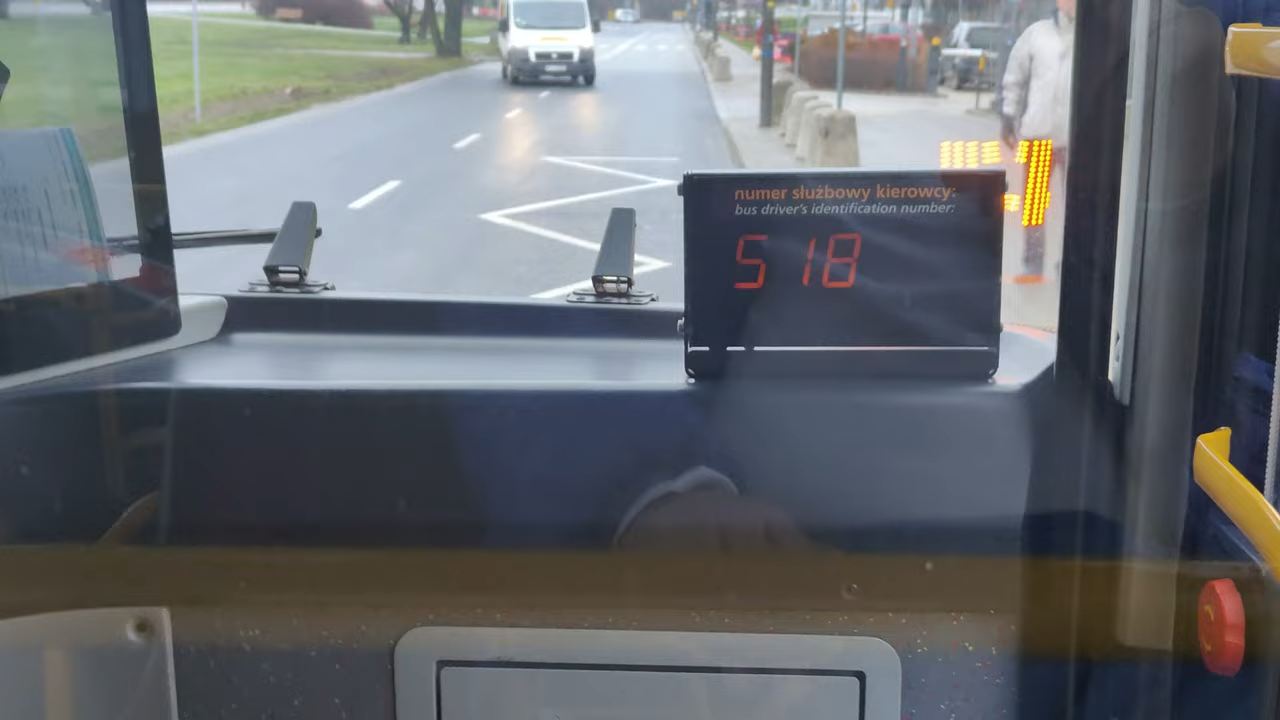 numer służbowy kierowcy:
bus driver's identification number:
518